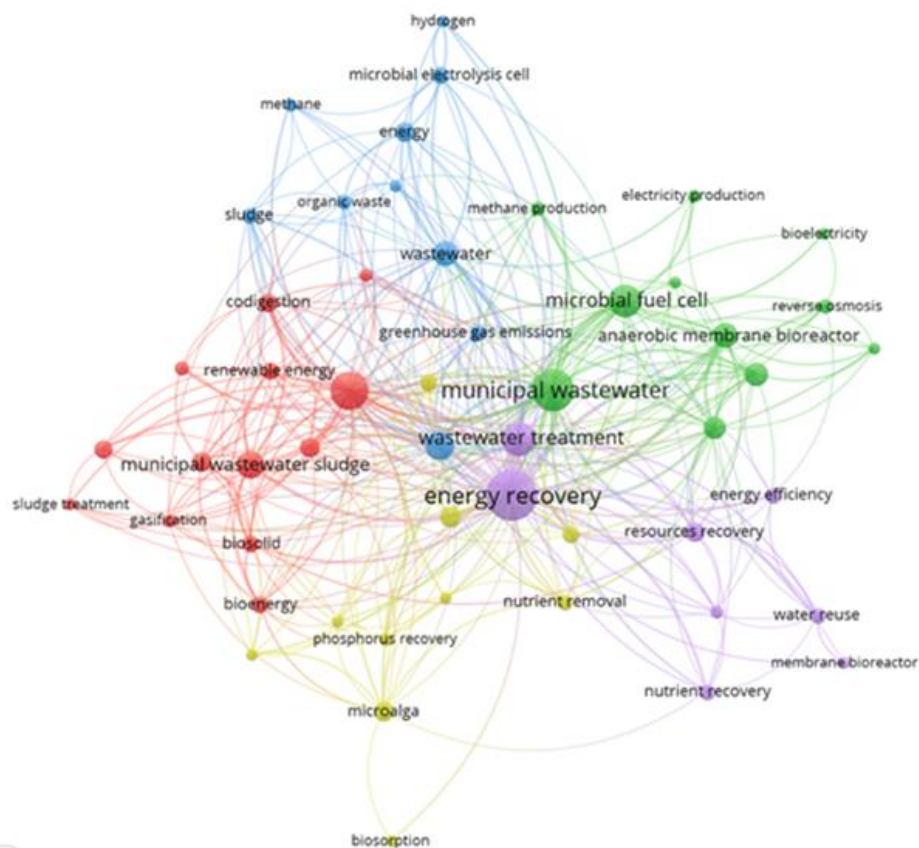 hydrogen
microbial electrolysis cell
methane
energy
electricity production
organic waste
methane production
sludge
bioelectricity
wastewater
codigestion
microbial fuel cell
reverse osmosis
greenhouse gas emissions
anaerobic membrane bioreactor
renewable energy
municipal wastewater
wastewater treatment
municipal wastewater sludge
energy recovery
energy efficiency
sludge treatment
gasification
resources recovery
biosolid
bioenergy
nutrient removal
water reuse
phosphorus recovery
membrane bioreactor
nutrient recovery
microalga
biosorption